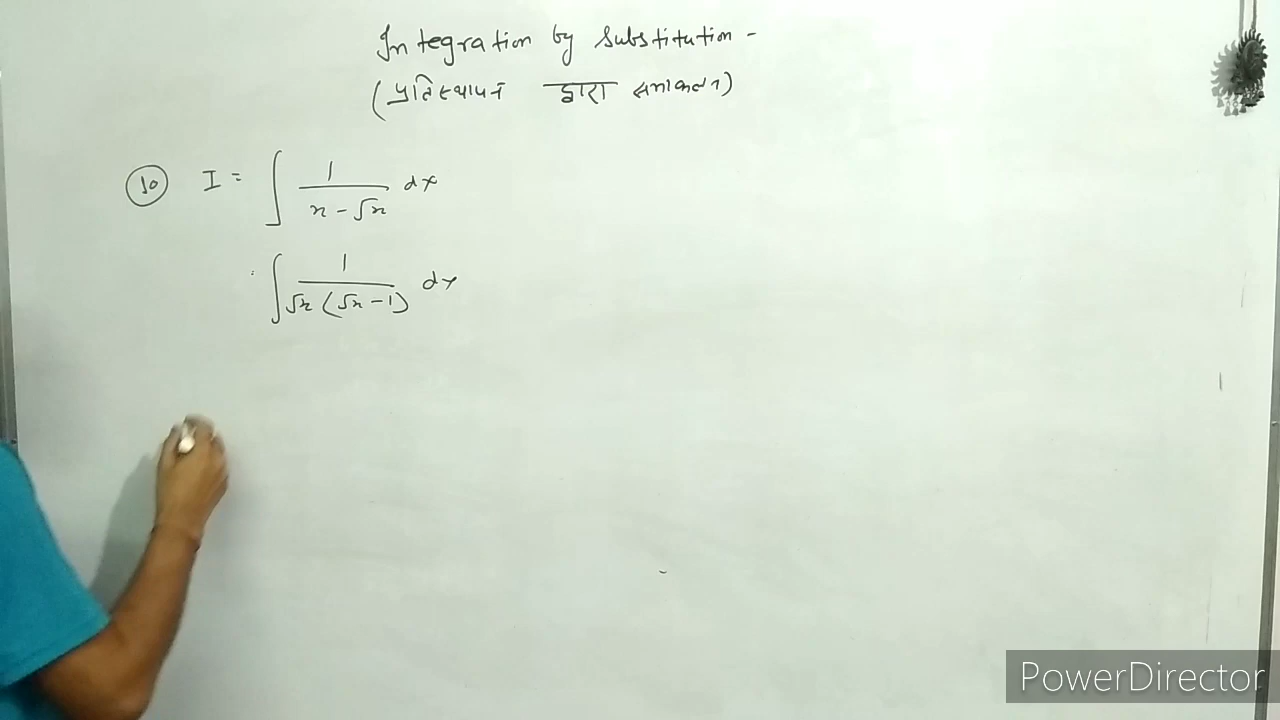 Integration by Substitution -
(प्रतिस्थापन द्वारा समाकलन)
10 I = ∫ 1/(x - √x) dx
∫ 1/(√x (√x - 1)) dx
PowerDirector